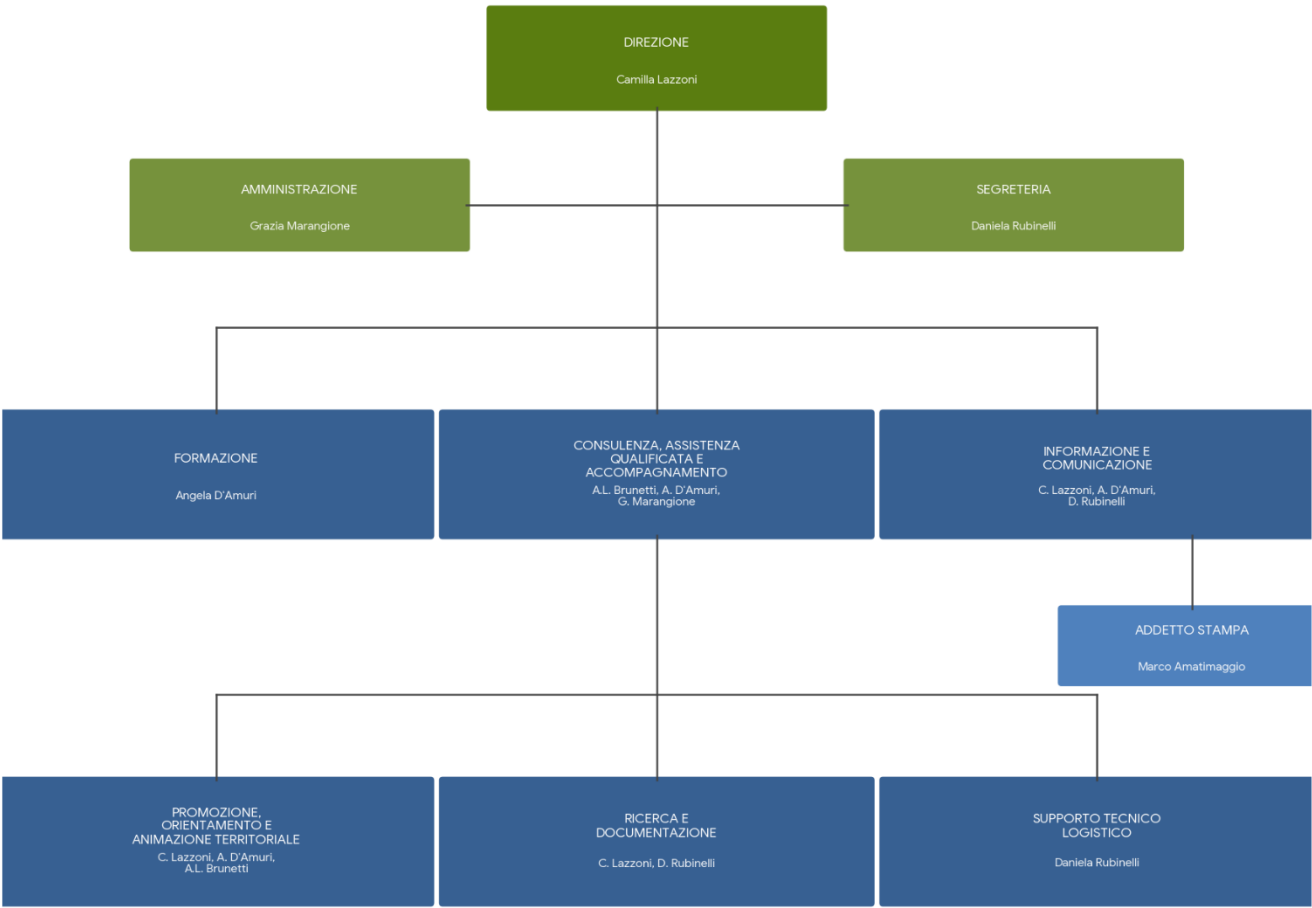 DIREZIONE
Camilla Lazzoni
AMMINISTRAZIONE
Grazia Marangione
SEGRETERIA
Daniela Rubinelli
FORMAZIONE
Angela D'Amuri
CONSULENZA, ASSISTENZA
QUALIFICATA E
ACCOMPAGNAMENTO
A.L. Brunetti, A. D'Amuri,
G. Marangione
INFORMAZIONE E
COMUNICAZIONE
C. Lazzoni, A. D'Amuri,
D. Rubinelli
ADDETTO STAMPA
Marco Amatimaggio
PROMOZIONE,
ORIENTAMENTO E
ANIMAZIONE TERRITORIALE
C. Lazzoni, A. D'Amuri,
A.L. Brunetti
RICERCA E
DOCUMENTAZIONE
C. Lazzoni, D. Rubinelli
SUPPORTO TECNICO
LOGISTICO
Daniela Rubinelli